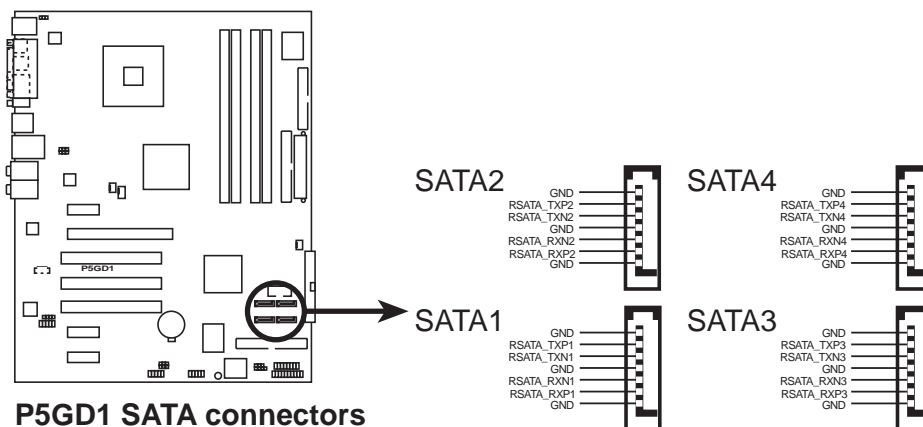 P5GD1
SATA2
GND
RSATA_TXP2
RSATA_TXN2
GND
RSATA_RXN2
RSATA_RXP2
GND
SATA4
GND
RSATA_TXP4
RSATA_TXN4
GND
RSATA_RXN4
RSATA_RXP4
GND
SATA1
GND
RSATA_TXP1
RSATA_TXN1
GND
RSATA_RXN1
RSATA_RXP1
GND
SATA3
GND
RSATA_TXP3
RSATA_TXN3
GND
RSATA_RXN3
RSATA_RXP3
GND
P5GD1 SATA connectors